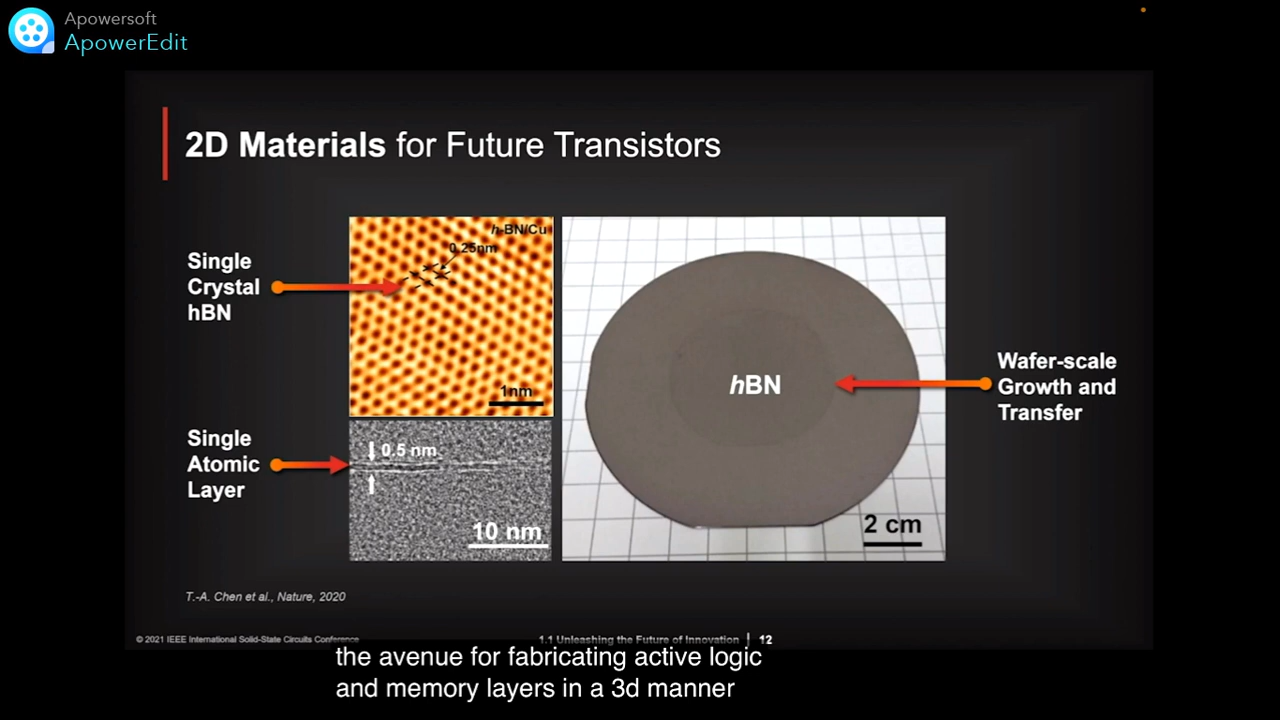 Apowersoft
ApowerEdit
2D Materials for Future Transistors
Single
Crystal
hBN
h-BN/Cu
0.25nm
1nm
Single
Atomic
Layer
0.5 nm
10 nm
hBN
2 cm
Wafer-scale
Growth and
Transfer
T.-A. Chen et al., Nature, 2020
© 2021 IEEE International Solid-State Circuits Conference
1.1 Unleashing the Future of Innovation | 12
the avenue for fabricating active logic
and memory layers in a 3d manner